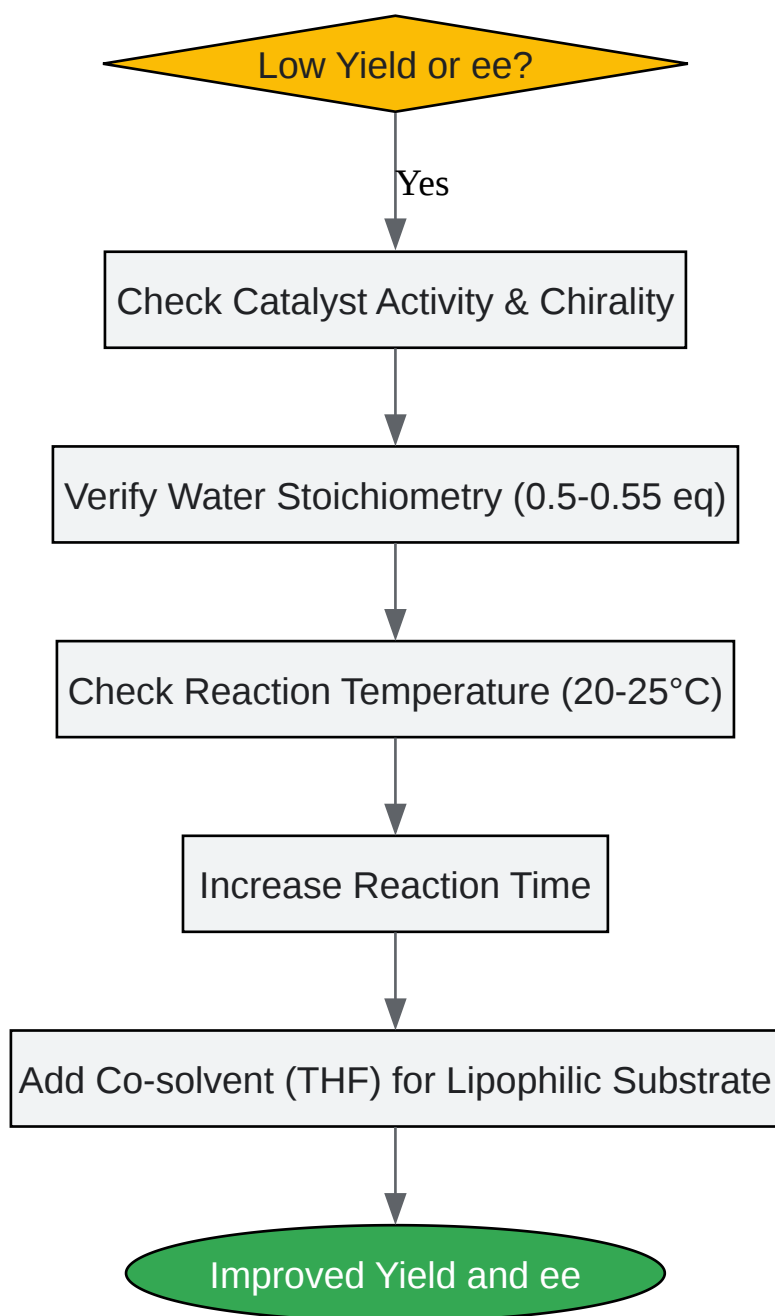 Low Yield or ee?
Yes
Check Catalyst Activity & Chirality
Verify Water Stoichiometry (0.5-0.55 eq)
Check Reaction Temperature (20-25°C)
Increase Reaction Time
Add Co-solvent (THF) for Lipophilic Substrate
Improved Yield and ee